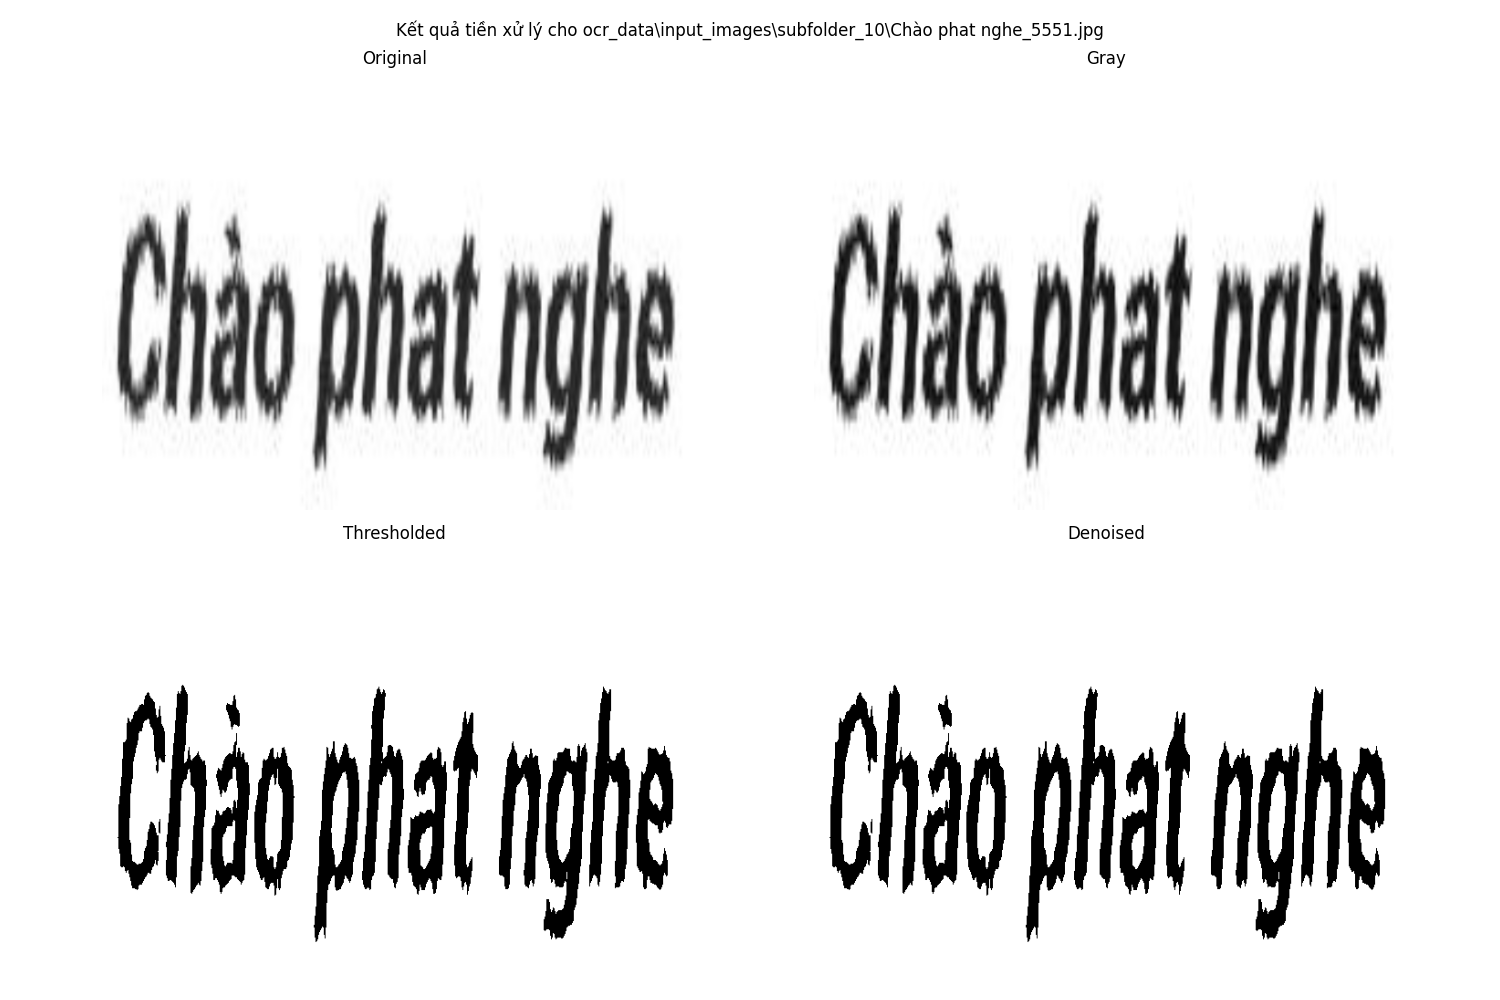 Kết quả tiền xử lý cho ocr_data\input_images\subfolder_10\Chào phat nghe_5551.jpg
Original
Gray
Chào phat nghe
Chào phat nghe
Thresholded
Denoised
Chào phat nghe
Chào phat nghe